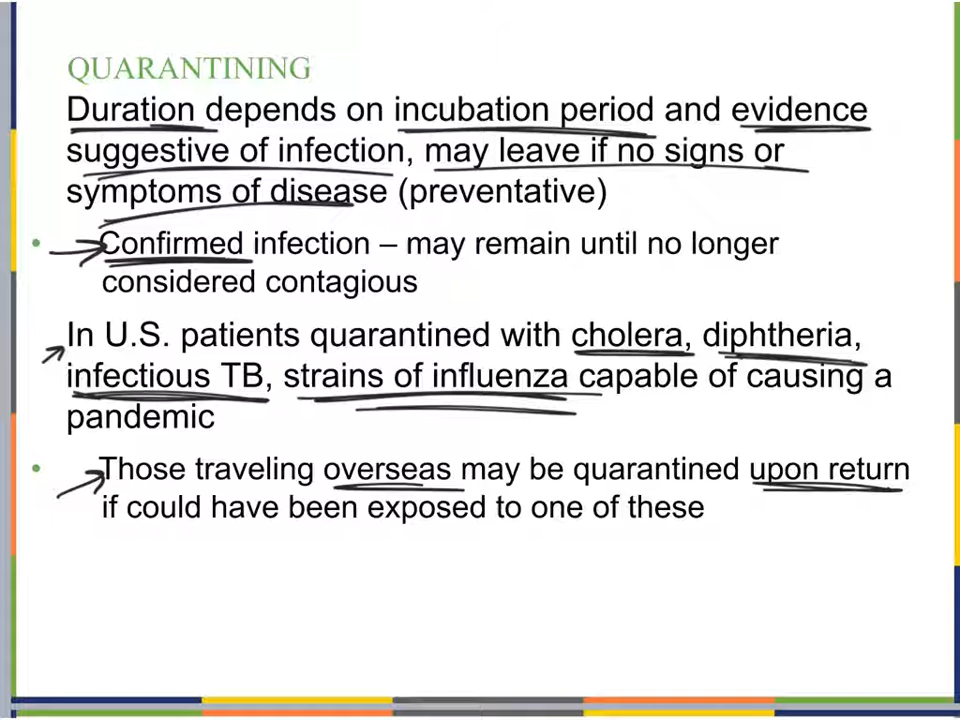 QUARANTINING
Duration depends on incubation period and evidence
suggestive of infection, may leave if no signs or
symptoms of disease (preventative)
• Confirmed infection – may remain until no longer
considered contagious
In U.S. patients quarantined with cholera, diphtheria,
infectious TB, strains of influenza capable of causing a
pandemic
• Those traveling overseas may be quarantined upon return
if could have been exposed to one of these